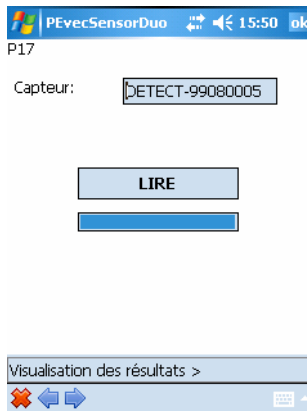 PEvecSensorDuo 15:50 ok
P17
Capteur: DETECT-99080005
LIRE
Visualisation des résultats >